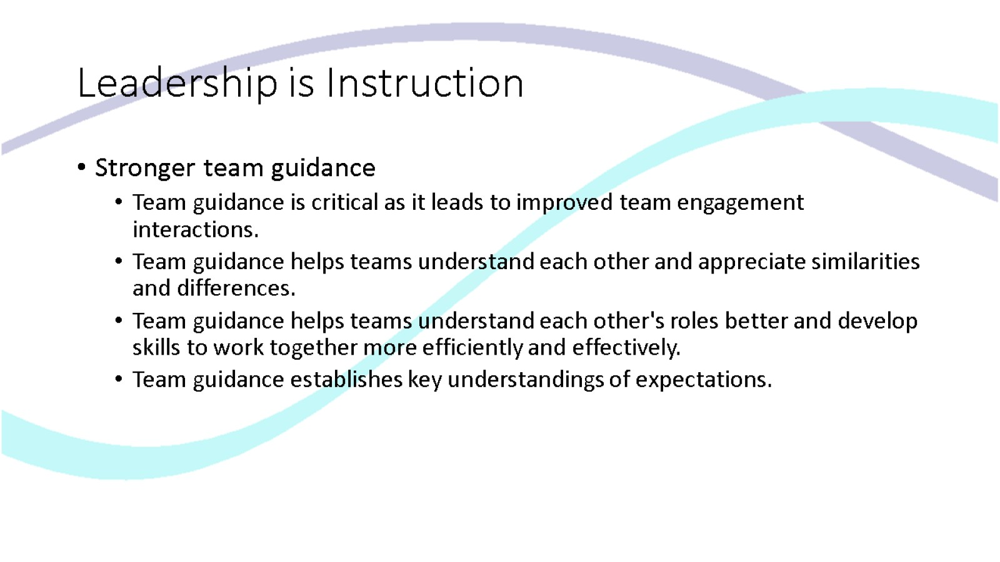 Leadership is Instruction
• Stronger team guidance
• Team guidance is critical as it leads to improved team engagement
interactions.
• Team guidance helps teams understand each other and appreciate similarities
and differences.
• Team guidance helps teams understand each other's roles better and develop
skills to work together more efficiently and effectively.
• Team guidance establishes key understandings of expectations.